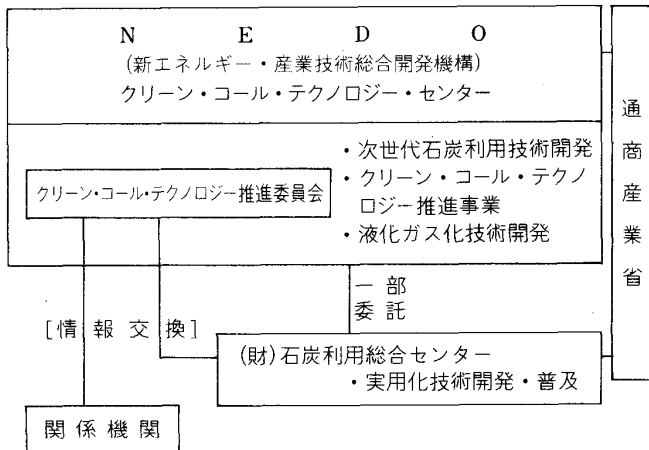 N E D O
(新エネルギー・産業技術総合開発機構)
クリーン・コール・テクノロジー・センター
・次世代石炭利用技術開発
・クリーン・コール・テクノ
ロジー推進事業
・液化ガス化技術開発
クリーン・コール・テクノロジー推進委員会
通商産業省
一部
委託
[情報交換]
(財)石炭利用総合センター
・実用化技術開発・普及
関係機関